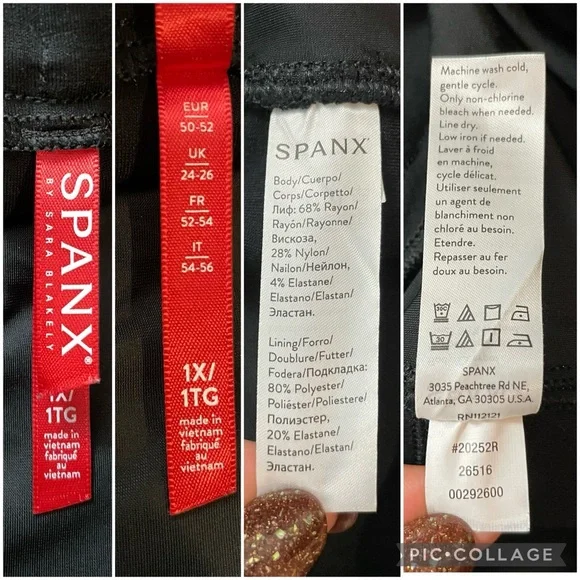 SPANX®
BY SARA BLAKELY
1X/
1TG
made in
vietnam
fabriqué
au
vietnam
EUR
50-52
UK
24-26
FR
52-54
IT
54-56
1X/
1TG
made in
vietnam
fabriqué
au
vietnam
SPANX®
Body/Cuerpo/
Corps/Corpetto/
Лиф: 68% Rayon/
Rayón/Rayonne/
Вискоза,
28% Nylon/
Nailon/Нейлон,
4% Elastane/
Elastano/Elastan/
Эластан.
Lining/Forro/
Doublure/Futter/
Fodera/Подкладка:
80% Polyester/
Poliéster/Poliestere/
Полиэстер,
20% Elastane/
Elastano/Elastan/
Эластан.
Machine wash cold,
gentle cycle.
Only non-chlorine
bleach when needed.
Line dry.
Low iron if needed.
Laver à froid
en machine,
cycle délicat.
Utiliser seulement
un agent de
blanchiment non
chloré au besoin.
Etendre.
Repasser au fer
doux au besoin.
30
SPANX
3035 Peachtree Rd NE,
Atlanta, GA 30305 U.S.A.
RN112121
#20252R
26516
00292600
PIC•COLLAGE